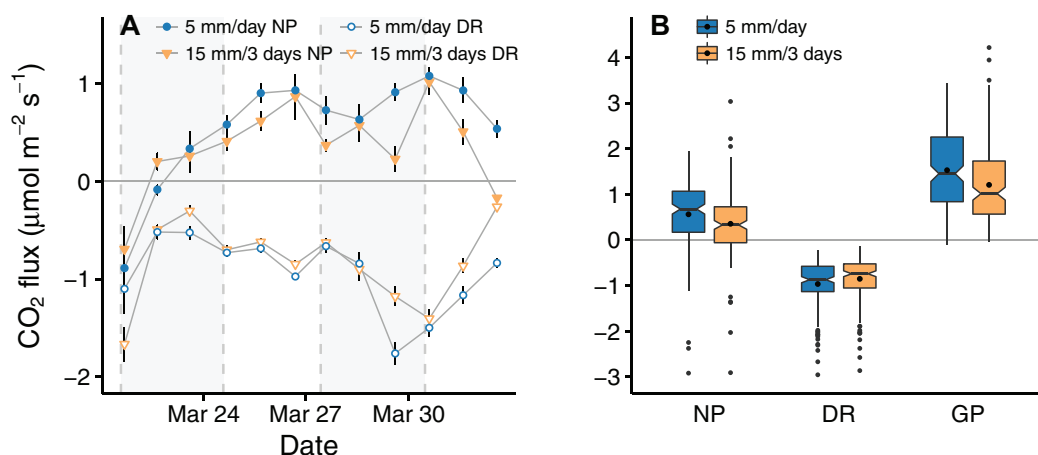 A
5 mm/day NP
5 mm/day DR
15 mm/3 days NP
15 mm/3 days DR
CO₂ flux (μmol m⁻² s⁻¹)
1
0
−1
−2
Mar 24
Mar 27
Mar 30
Date
B
5 mm/day
15 mm/3 days
4
3
2
1
0
−1
−2
−3
NP
DR
GP